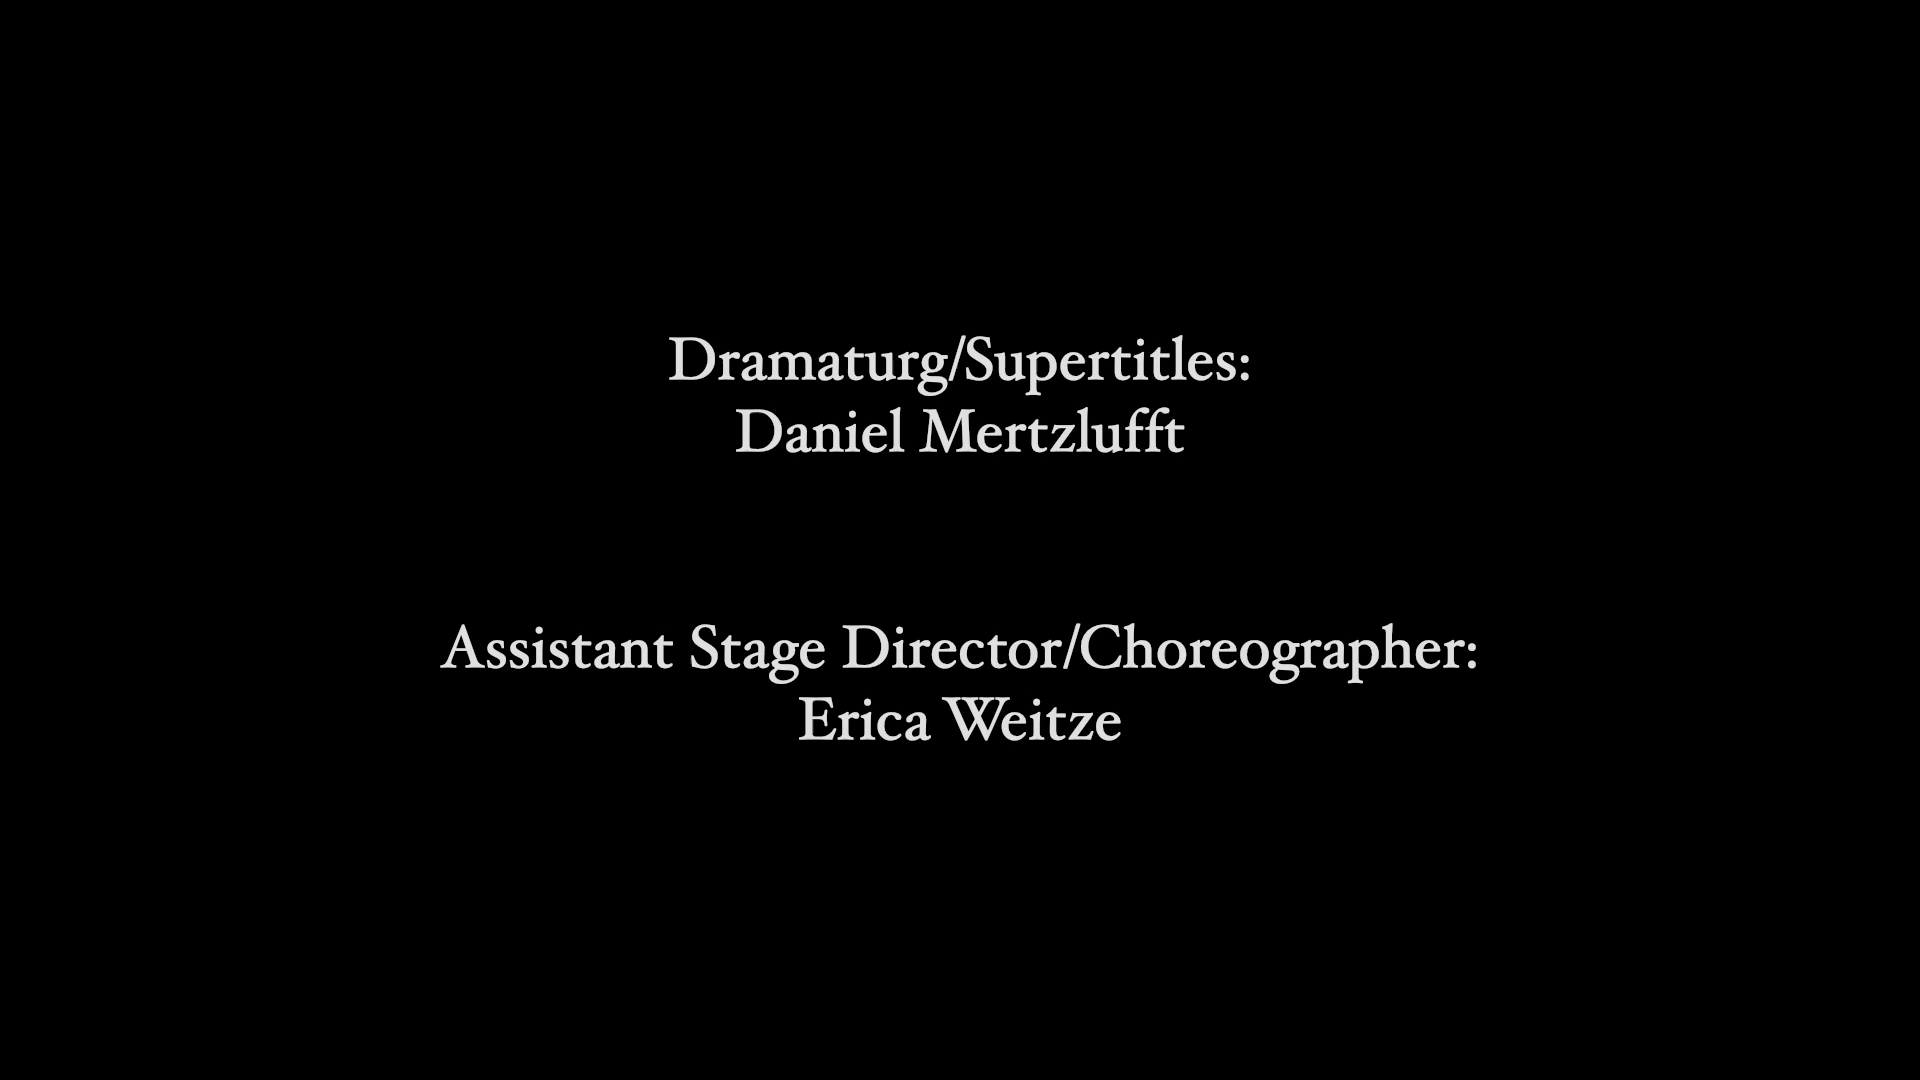 Dramaturg/Supertitles:
Daniel Mertzlufft
Assistant Stage Director/Choreographer:
Erica Weitze